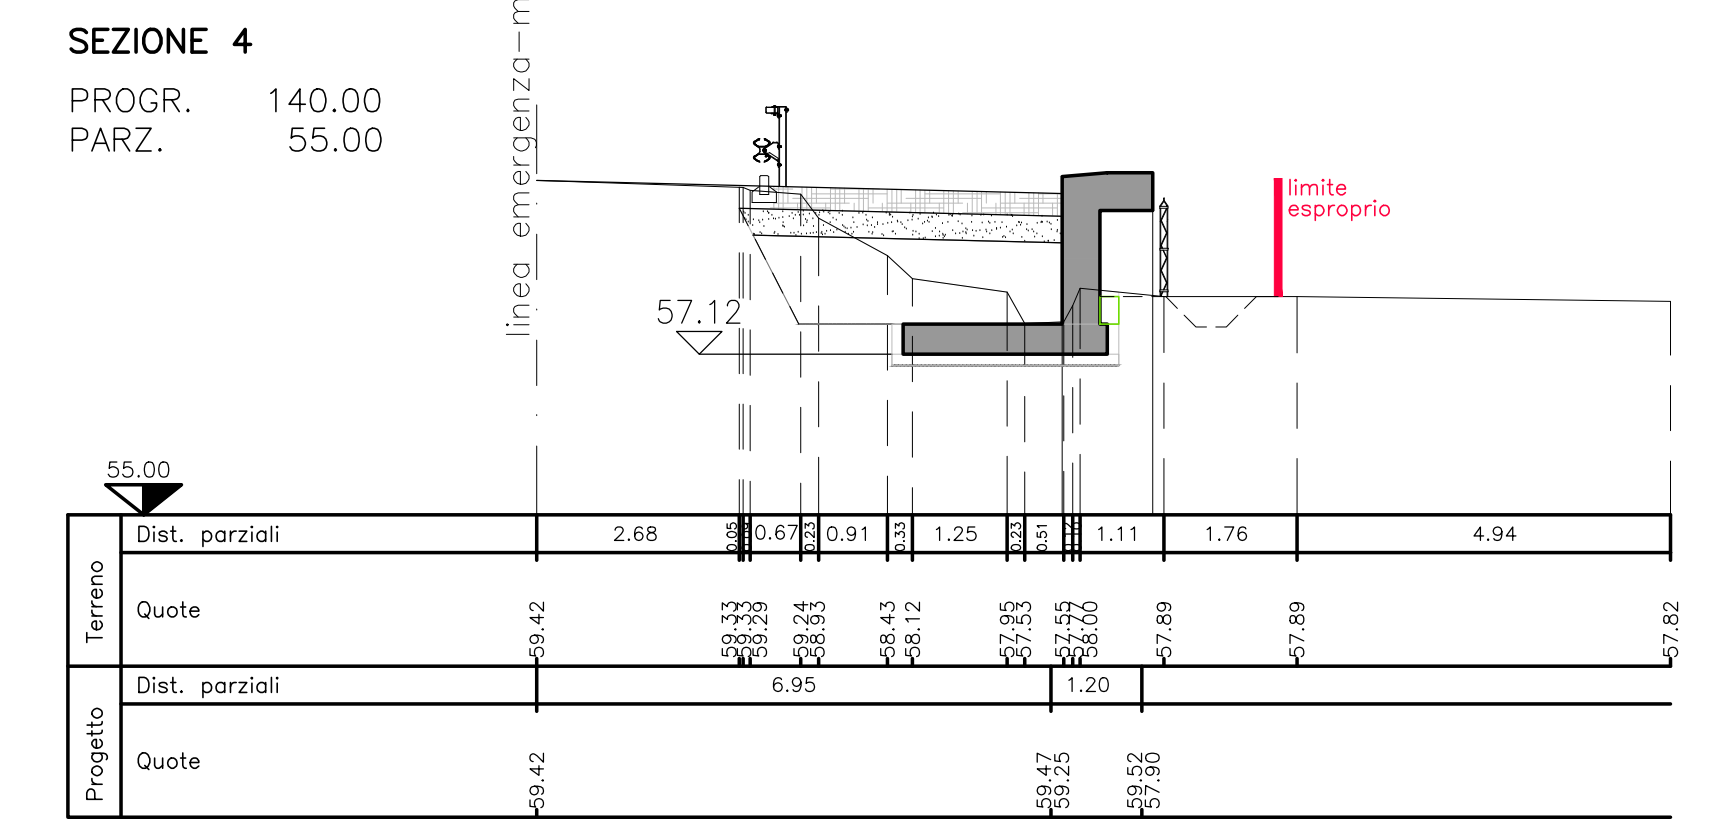 SEZIONE 4
PROGR. 140.00
PARZ. 55.00
linea emergenza-m
limite
esproprio
57.12
55.00
Terreno
Dist. parziali 2.68 0.05 0.67 0.23 0.91 0.33 1.25 0.23 0.51 1.11 1.76 4.94
Quote 59.42 59.33 59.33 59.29 59.24 58.93 58.43 58.12 57.95 57.53 57.55 57.77 58.00 57.89 57.89 57.82
Progetto
Dist. parziali 6.95 1.20
Quote 59.42 59.47 59.25 59.52 57.90